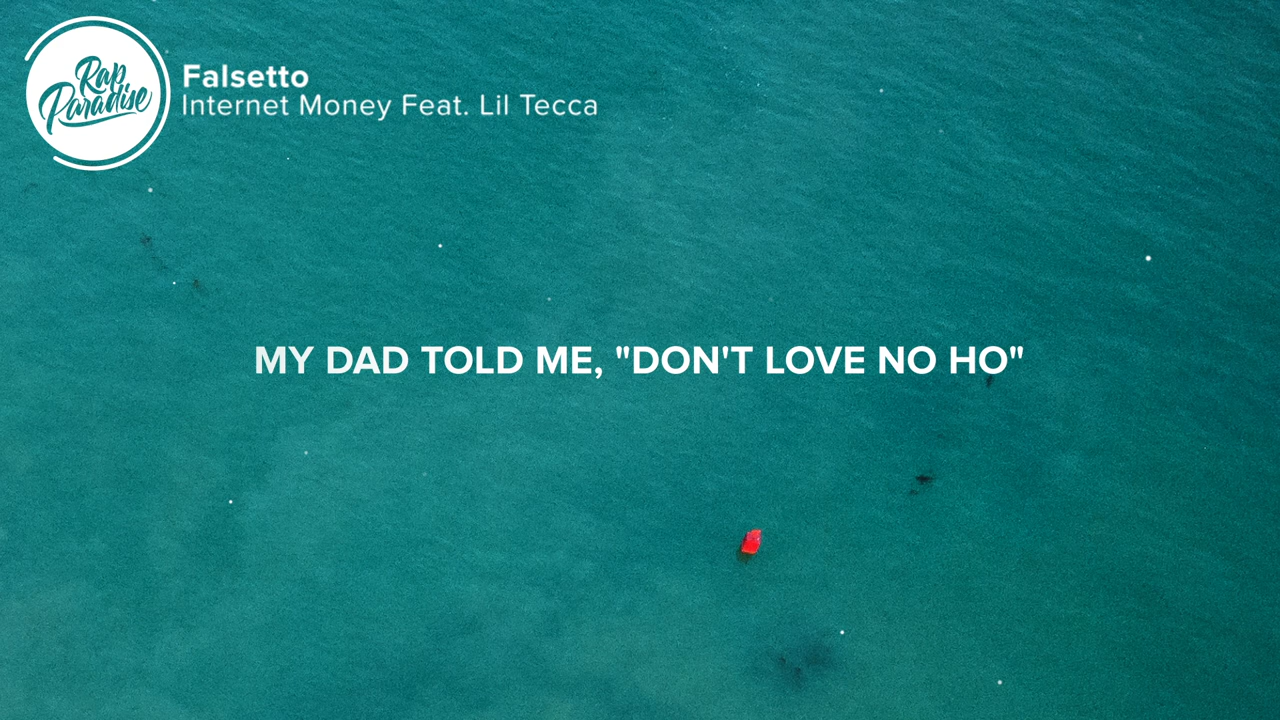 Rap
Paradise
Falsetto
Internet Money Feat. Lil Tecca
MY DAD TOLD ME, "DON'T LOVE NO HO"